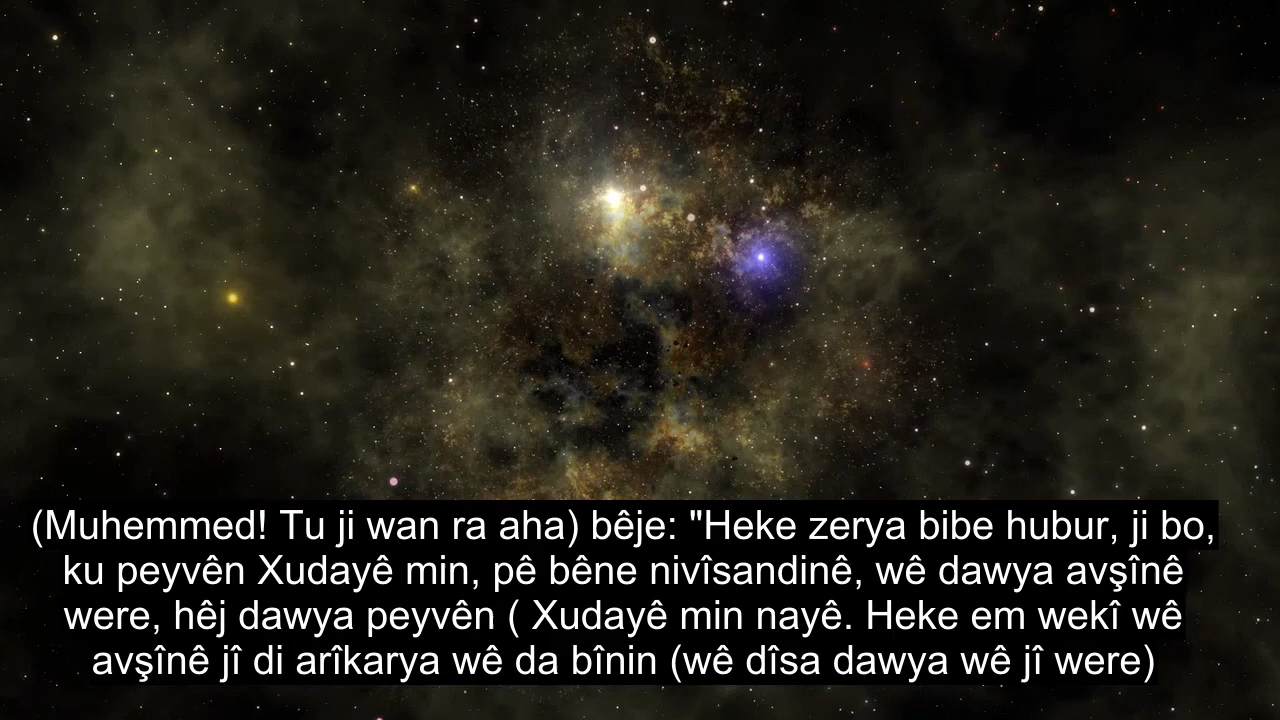 (Muhemmed! Tu ji wan ra aha) bêje: "Heke zerya bibe hubur, ji bo,
ku peyvên Xudayê min, pê bêne nivîsandinê, wê dawya avşînê
were, hêj dawya peyvên ( Xudayê min nayê. Heke em wekî wê
avşînê jî di arîkarya wê da bînin (wê dîsa dawya wê jî were)